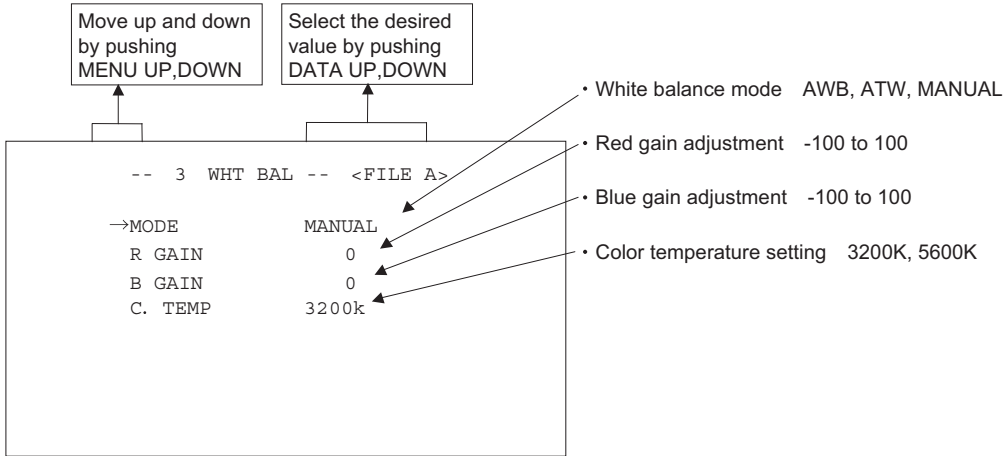 Move up and down
by pushing
MENU UP,DOWN
Select the desired
value by pushing
DATA UP,DOWN
・White balance mode AWB, ATW, MANUAL
・Red gain adjustment -100 to 100
・Blue gain adjustment -100 to 100
・Color temperature setting 3200K, 5600K
-- 3 WHT BAL -- <FILE A>
→MODE MANUAL
R GAIN 0
B GAIN 0
C. TEMP 3200k